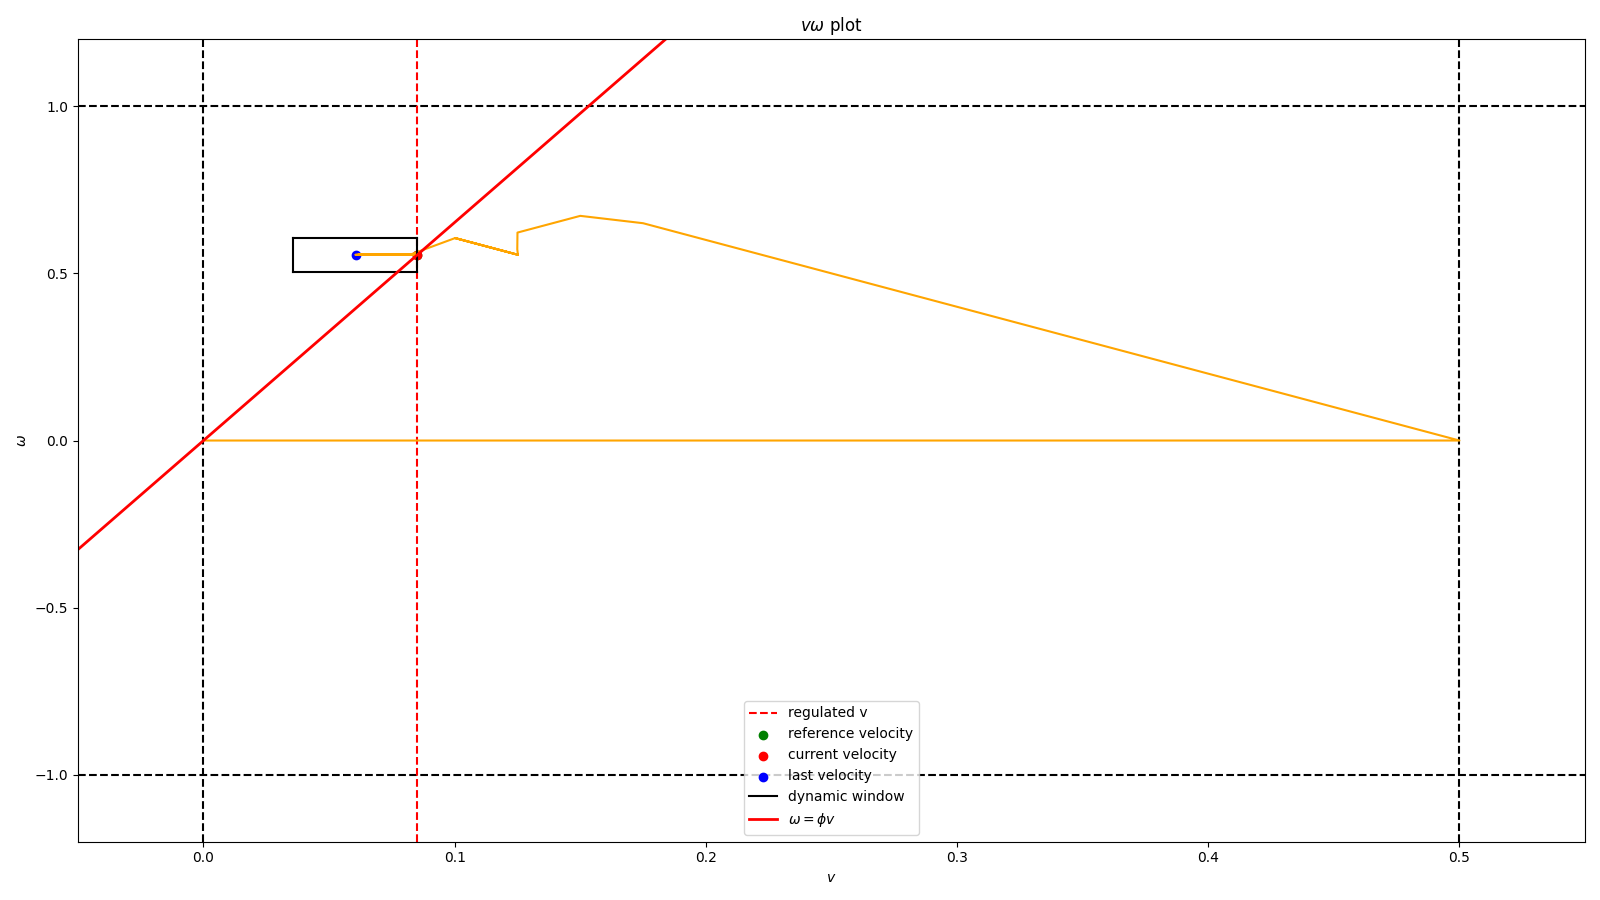 vω plot
1.0
0.5
0.0
−0.5
−1.0
ω
regulated v
reference velocity
current velocity
last velocity
dynamic window
ω = ϕv
0.0 0.1 0.2 0.3 0.4 0.5
v